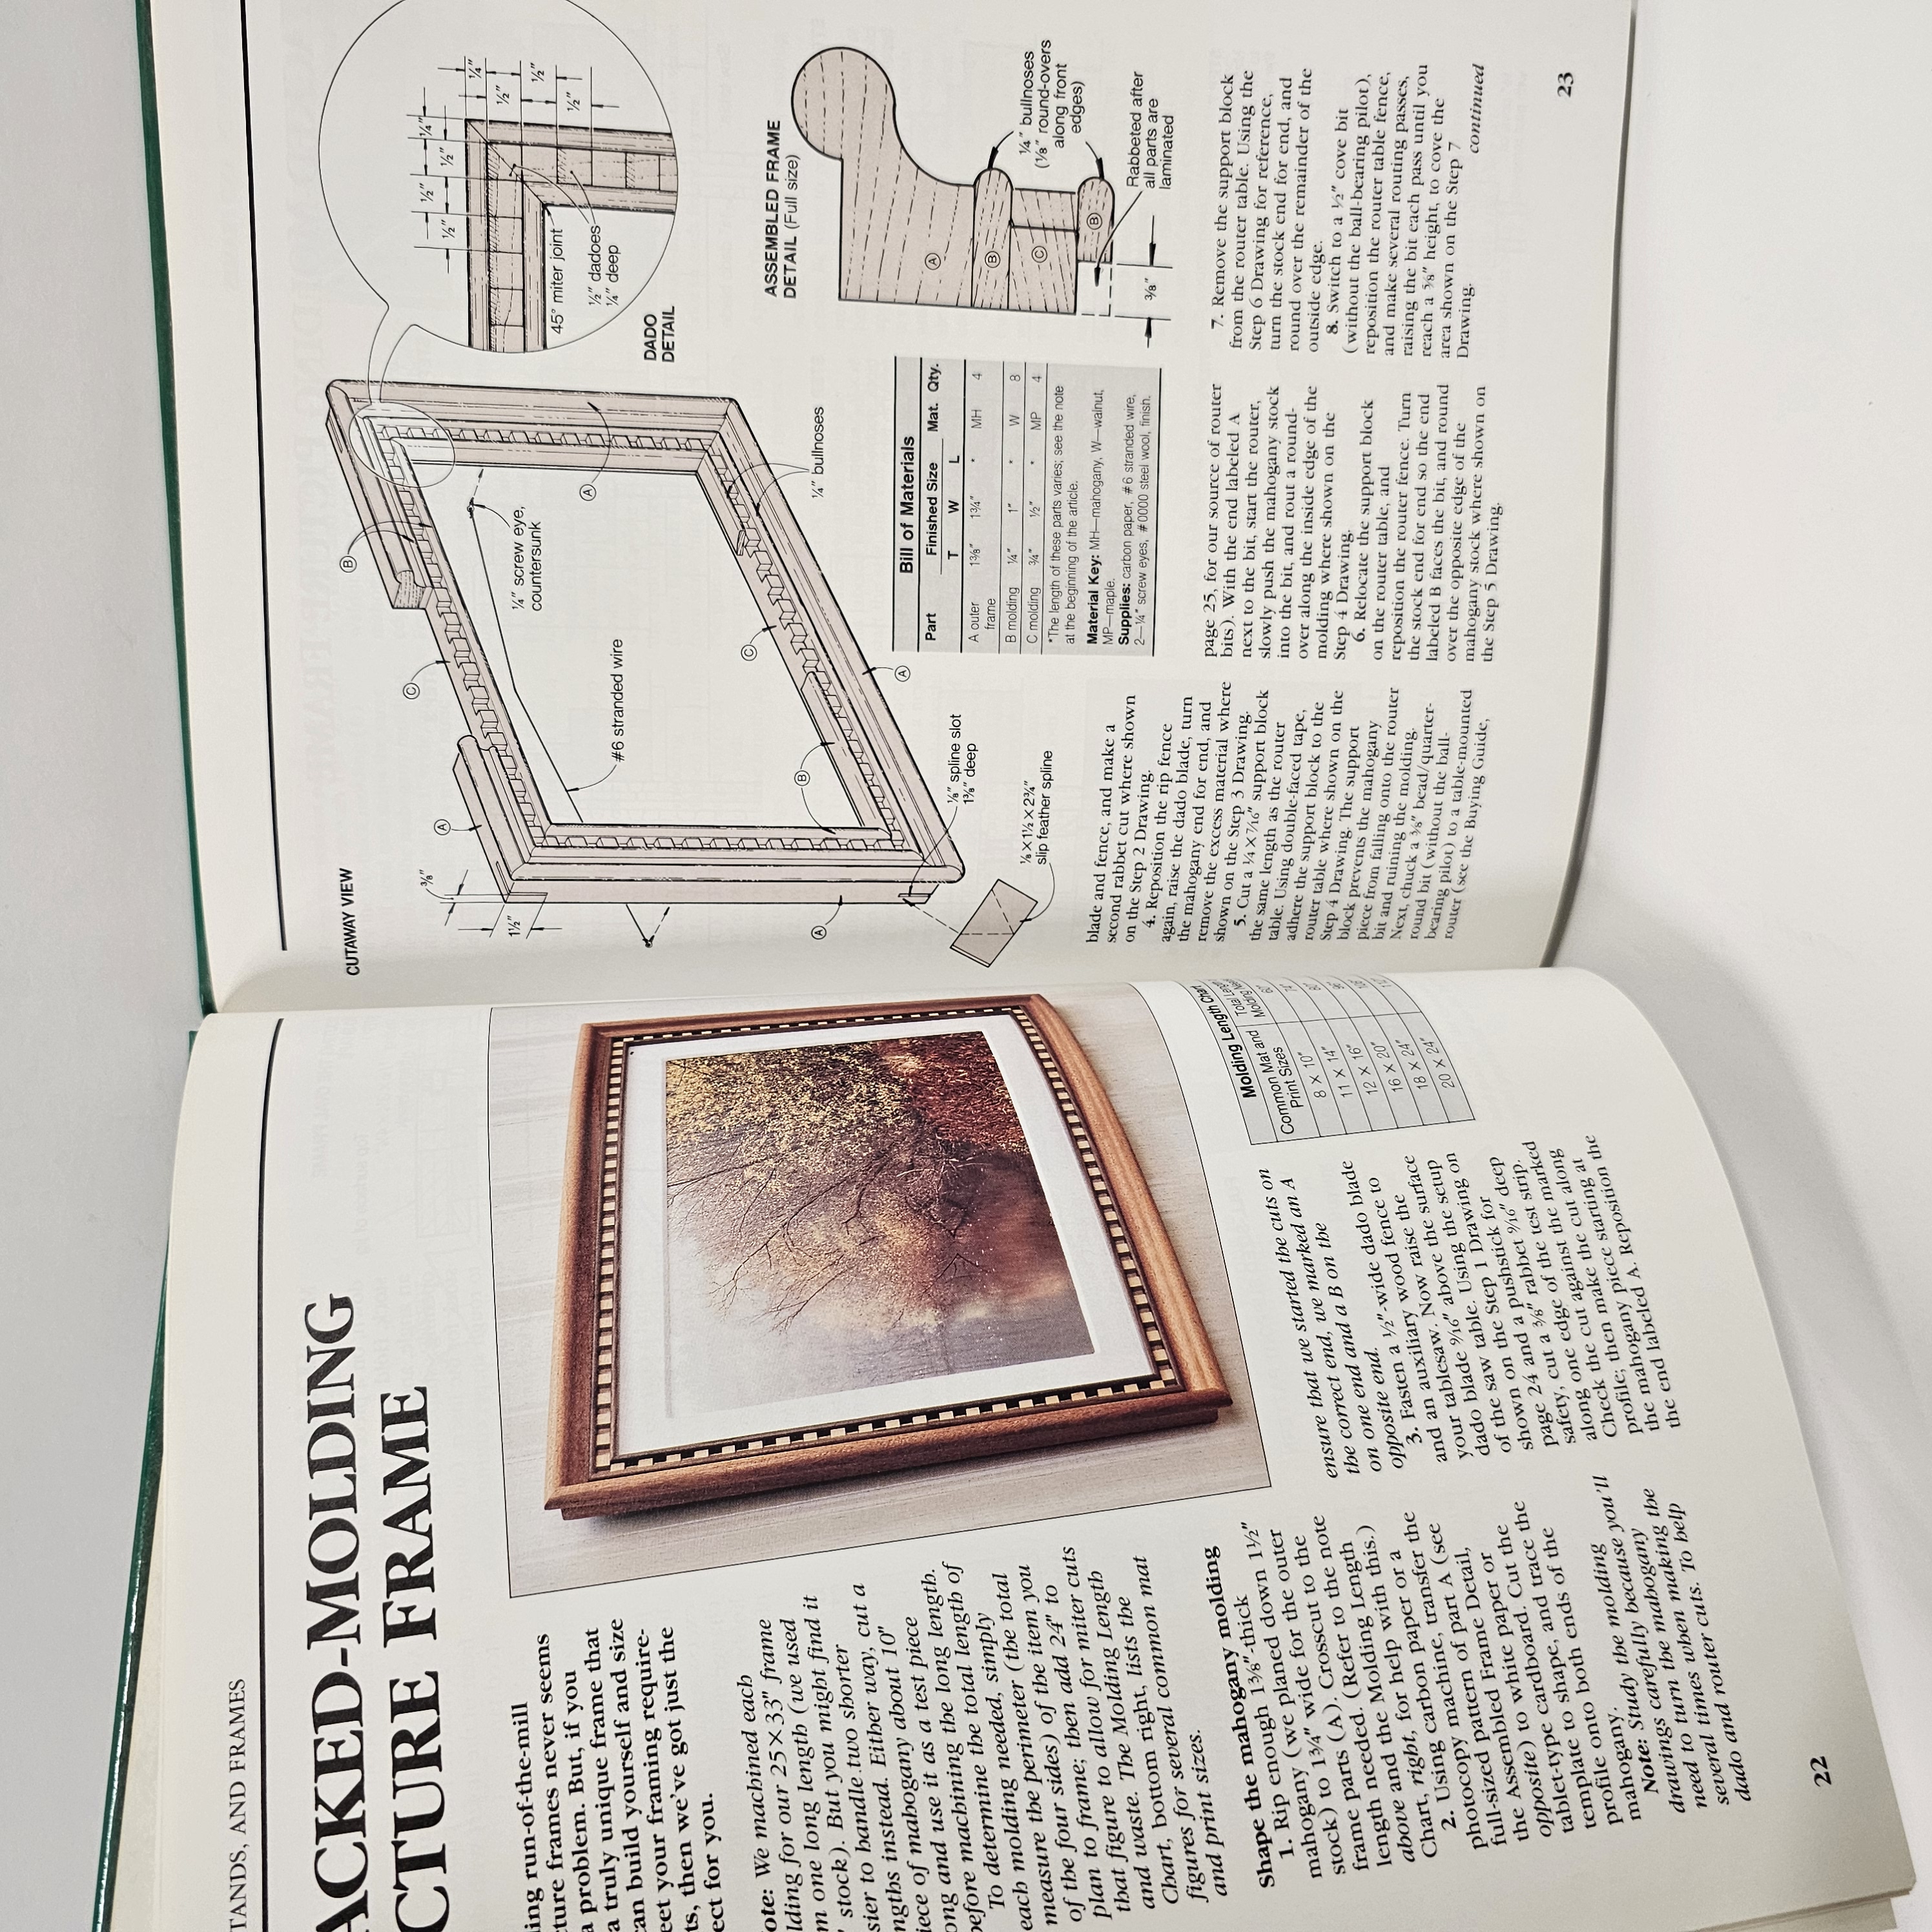 TANDS, AND FRAMES
ACKED-MOLDING
CTURE FRAME
ding run-of-the-mill
cture frames never seems
a problem. But, if you
a truly unique frame that
can build yourself and size
eet your framing require-
ts, then we've got just the
ect for you.
ote: We machined each
lding for our 25×33" frame
m one long length (we used
" stock). But you might find it
sier to handle two shorter
ngths instead. Either way, cut a
iece of mahogany about 10"
ong and use it as a test piece
before machining the long length.
To determine the total length of
each molding needed, simply
measure the perimeter (the total
of the four sides) of the item you
plan to frame; then add 24" to
that figure to allow for miter cuts
and waste. The Molding Length
Chart, bottom right, lists the
figures for several common mat
and print sizes.
Shape the mahogany molding
1. Rip enough 1⅜"-thick
mahogany (we planed down 1½"
stock) to 1¾" wide for the outer
frame parts (A). Crosscut to the
length needed. (Refer to the note
above and the Molding Length
Chart, right, for help with this.)
2. Using carbon paper or a
photocopy machine, transfer the
full-sized pattern of part A (see
the Assembled Frame Detail,
opposite) to white paper or
tablet-type cardboard. Cut the
template to shape, and trace the
profile onto both ends of the
mahogany.
Note: Study the molding
drawings carefully because you'll
need to turn the mahogany
several times when making the
dado and router cuts. To help
ensure that we started the cuts on
the correct end, we marked an A
on one end and a B on the
opposite end.
3. Fasten a ½"-wide dado blade
and an auxiliary wood fence to
your tablesaw. Now raise the
dado blade 9/16" above the surface
of the saw table. Using the setup
shown on the Step 1 Drawing on
page 24 and a pushstick for
safety, cut a ⅜" rabbet 9/16" deep
along one edge of the test strip.
Check the cut against the marked
profile; then make the cut along
the mahogany piece starting at
the end labeled A. Reposition the
Molding Length Chart
Common Mat and Total Length
Print Sizes Molding
8 × 10" 60"
11 × 14" 74"
12 × 16" 80"
16 × 20"
18 × 24"
20 × 24"
22
CUTAWAY VIEW
⅜"
1½"
A
C
B
¼" screw eye,
countersunk
#6 stranded wire
A
C
B
A
¼" bullnoses
A
⅛" spline slot
1⅜" deep
⅛ × 1½ × 2¾"
slip feather spline
½" ¼"
½" ½"
¼"
½"
½"
½"
45° miter joint
½" dadoes
¼" deep
DADO
DETAIL
ASSEMBLED FRAME
DETAIL (Full size)
A
B
C
B
¼" bullnoses
(⅛" round-overs
along front
edges)
⅜"
Rabbeted after
all parts are
laminated
Bill of Materials
Part Finished Size Mat. Qty.
T W L
A outer 1⅜" 1¾" * MH 4
frame
B molding ¼" 1" * W 8
C molding ¾" ½" * MP 4
*The length of these parts varies; see the note
at the beginning of the article.
Material Key: MH—mahogany, W—walnut,
MP—maple.
Supplies: carbon paper, #6 stranded wire,
2—¼" screw eyes, #0000 steel wool, finish.
blade and fence, and make a
second rabbet cut where shown
on the Step 2 Drawing.
4. Reposition the rip fence
again, raise the dado blade, turn
the mahogany end for end, and
remove the excess material where
shown on the Step 3 Drawing.
5. Cut a ¼ × 7/16" support block
the same length as the router
table. Using double-faced tape,
adhere the support block to the
router table where shown on the
Step 4 Drawing. The support
block prevents the mahogany
piece from falling onto the router
bit and ruining the molding.
Next, chuck a ⅜" bead/quarter-
round bit (without the ball-
bearing pilot) to a table-mounted
router (see the Buying Guide,
page 25, for our source of router
bits). With the end labeled A
next to the bit, start the router,
slowly push the mahogany stock
into the bit, and rout a round-
over along the inside edge of the
molding where shown on the
Step 4 Drawing.
6. Relocate the support block
on the router table, and
reposition the router fence. Turn
the stock end for end so the end
labeled B faces the bit, and round
over the opposite edge of the
mahogany stock where shown on
the Step 5 Drawing.
7. Remove the support block
from the router table. Using the
Step 6 Drawing for reference,
turn the stock end for end, and
round over the remainder of the
outside edge.
8. Switch to a ½" cove bit
(without the ball-bearing pilot),
reposition the router table fence,
and make several routing passes,
raising the bit each pass until you
reach a ⅝" height, to cove the
area shown on the Step 7
Drawing.
continued
23